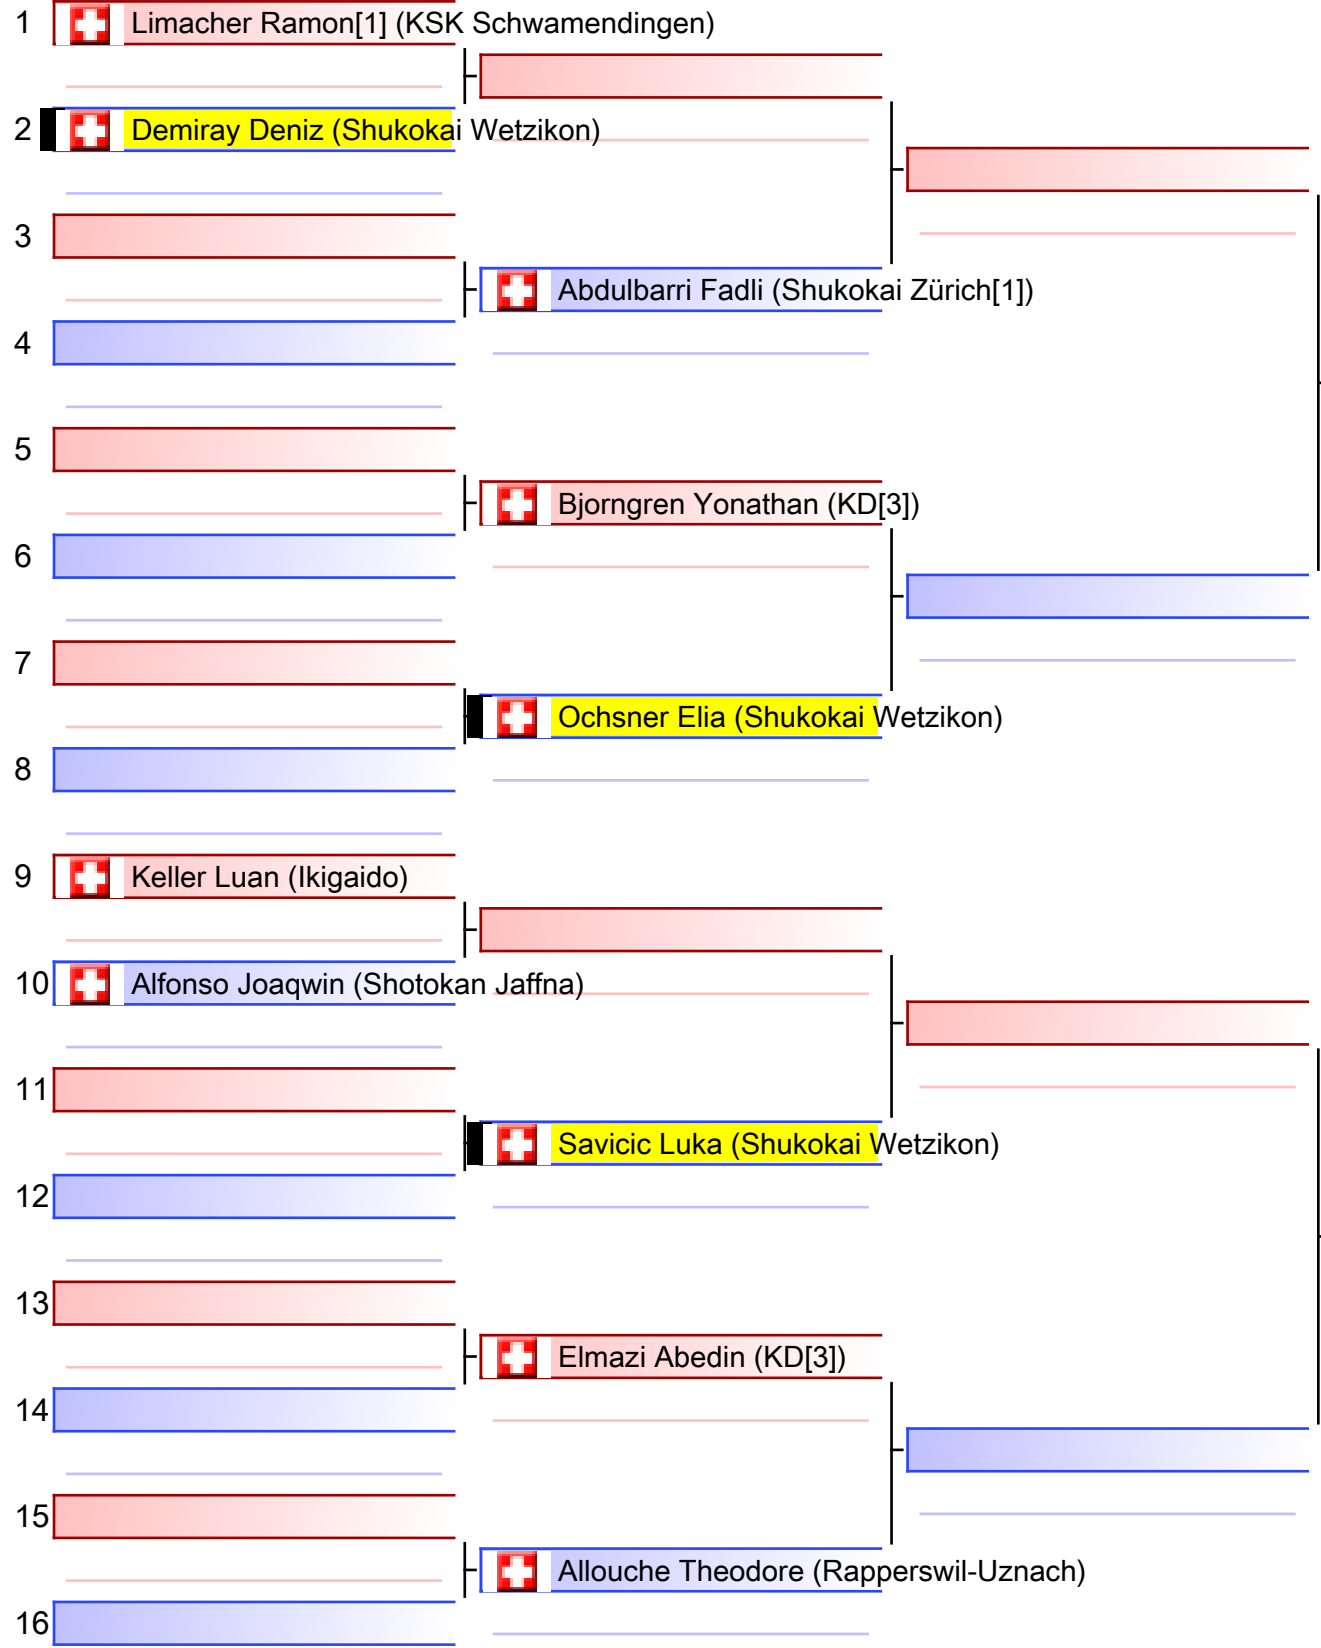 1 Limacher Ramon[1] (KSK Schwamendingen)
2 Demiray Deniz (Shukokai Wetzikon)
3
Abdulbarri Fadli (Shukokai Zürich[1])
4
5
Bjorngren Yonathan (KD[3])
6
7
Ochsner Elia (Shukokai Wetzikon)
8
9 Keller Luan (Ikigaido)
10 Alfonso Joaqwin (Shotokan Jaffna)
11
Savicic Luka (Shukokai Wetzikon)
12
13
Elmazi Abedin (KD[3])
14
15
Allouche Theodore (Rapperswil-Uznach)
16